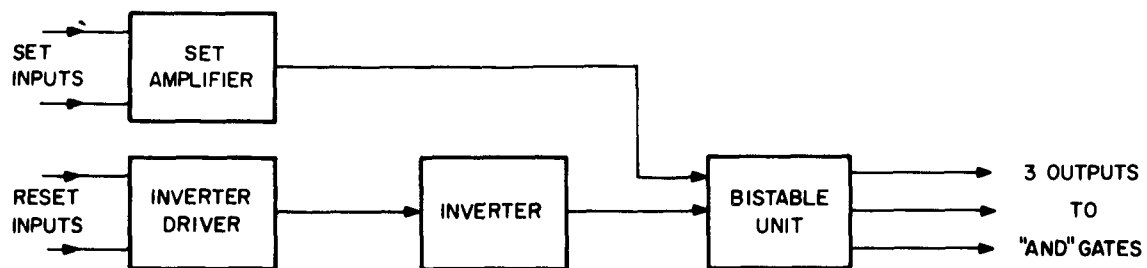 SET
INPUTS
SET
AMPLIFIER
RESET
INPUTS
INVERTER
DRIVER
INVERTER
BISTABLE
UNIT
3 OUTPUTS
TO
"AND" GATES